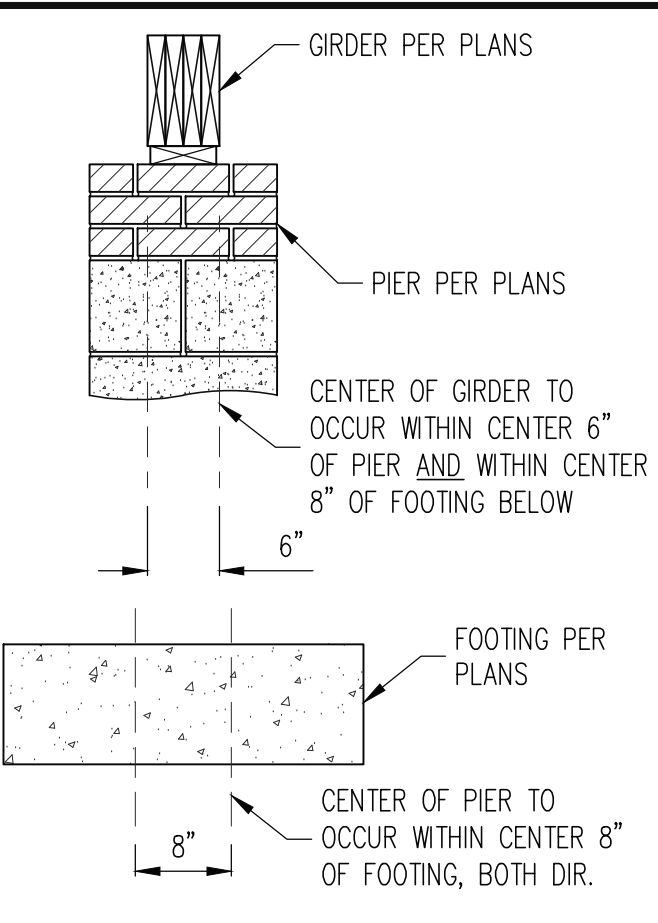 GIRDER PER PLANS
PIER PER PLANS
CENTER OF GIRDER TO
OCCUR WITHIN CENTER 6”
OF PIER AND WITHIN CENTER
8” OF FOOTING BELOW
6”
FOOTING PER
PLANS
CENTER OF PIER TO
OCCUR WITHIN CENTER 8”
OF FOOTING, BOTH DIR.
8”